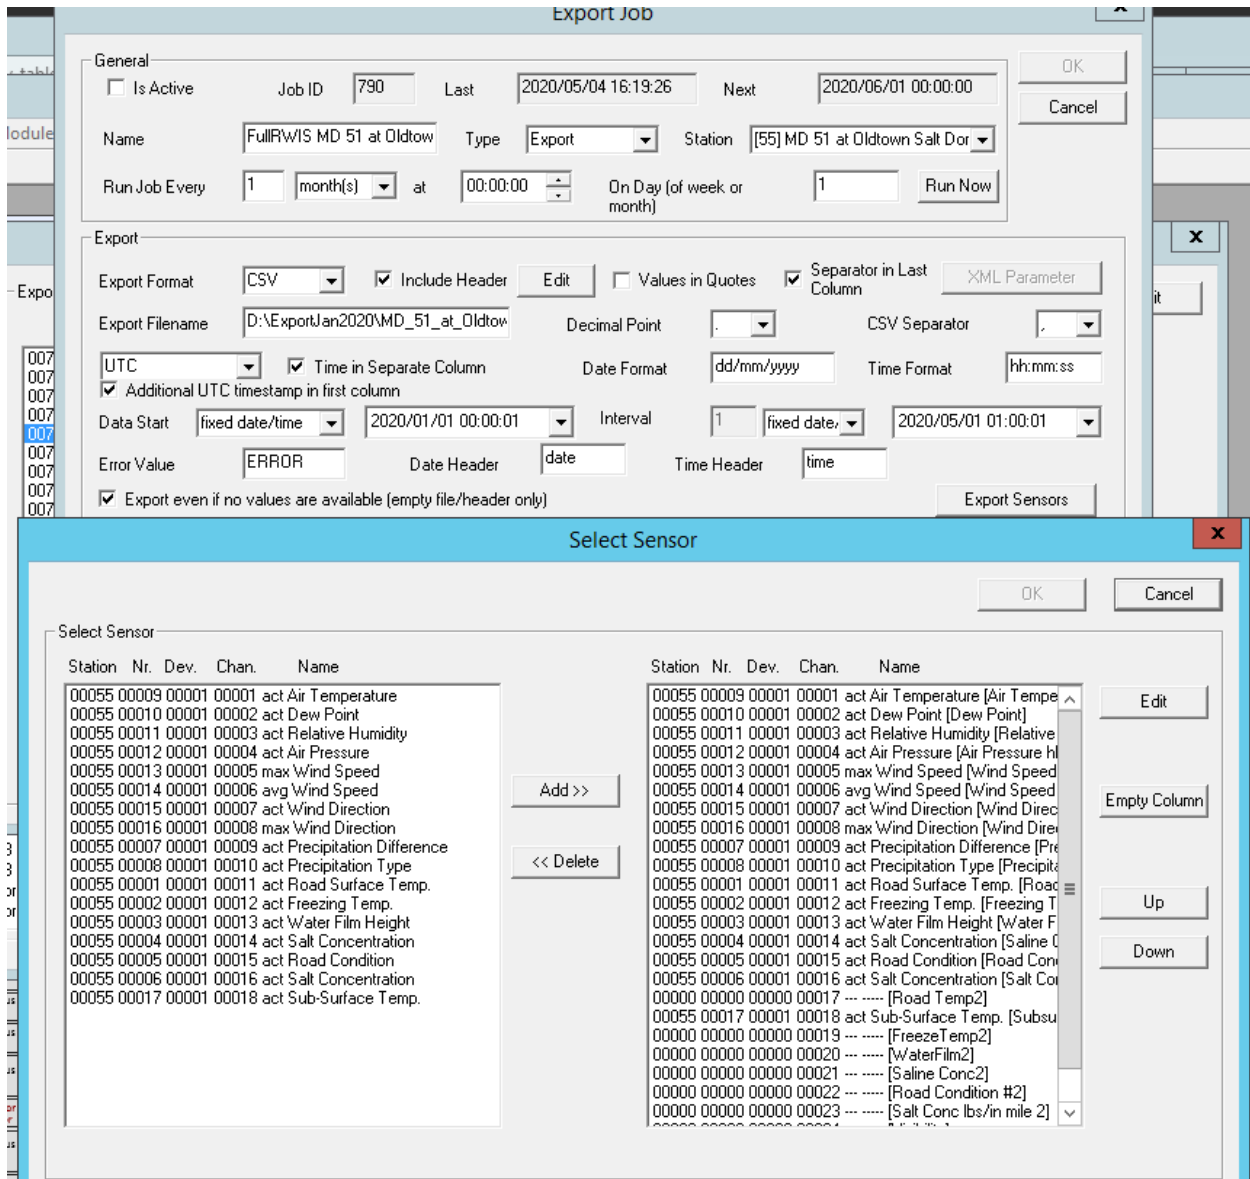 Export Job
x
General
OK
Is Active
Job ID
790
Last
2020/05/04 16:19:26
Next
2020/06/01 00:00:00
Cancel
Name
FullRWIS MD 51 at Oldtow
Type
Export
Station
[55] MD 51 at Oldtown Salt Dor
Run Job Every
1
month(s)
at
00:00:00
On Day (of week or
month)
1
Run Now
Export
x
Export Format
CSV
Include Header
Edit
Values in Quotes
Separator in Last
Column
XML Parameter
Expo
it
Export Filename
D:\ExportJan2020\MD_51_at_Oldtow
Decimal Point
.
CSV Separator
,
UTC
Time in Separate Column
Date Format
dd/mm/yyyy
Time Format
hh:mm:ss
Additional UTC timestamp in first column
Data Start
fixed date/time
2020/01/01 00:00:01
Interval
1
fixed date/
2020/05/01 01:00:01
Error Value
ERROR
Date Header
date
Time Header
time
Export even if no values are available (empty file/header only)
Export Sensors
007
007
007
007
007
007
007
007
007
Select Sensor
x
OK
Cancel
Select Sensor
Station Nr. Dev. Chan. Name
00055 00009 00001 00001 act Air Temperature
00055 00010 00001 00002 act Dew Point
00055 00011 00001 00003 act Relative Humidity
00055 00012 00001 00004 act Air Pressure
00055 00013 00001 00005 max Wind Speed
00055 00014 00001 00006 avg Wind Speed
00055 00015 00001 00007 act Wind Direction
00055 00016 00001 00008 max Wind Direction
00055 00007 00001 00009 act Precipitation Difference
00055 00008 00001 00010 act Precipitation Type
00055 00001 00001 00011 act Road Surface Temp.
00055 00002 00001 00012 act Freezing Temp.
00055 00003 00001 00013 act Water Film Height
00055 00004 00001 00014 act Salt Concentration
00055 00005 00001 00015 act Road Condition
00055 00006 00001 00016 act Salt Concentration
00055 00017 00001 00018 act Sub-Surface Temp.
Add >>
<< Delete
Station Nr. Dev. Chan. Name
00055 00009 00001 00001 act Air Temperature [Air Tempe
00055 00010 00001 00002 act Dew Point [Dew Point]
00055 00011 00001 00003 act Relative Humidity [Relative
00055 00012 00001 00004 act Air Pressure [Air Pressure hl
00055 00013 00001 00005 max Wind Speed [Wind Speed
00055 00014 00001 00006 avg Wind Speed [Wind Speed
00055 00015 00001 00007 act Wind Direction [Wind Direc
00055 00016 00001 00008 max Wind Direction [Wind Dire
00055 00007 00001 00009 act Precipitation Difference [Pre
00055 00008 00001 00010 act Precipitation Type [Precipita
00055 00001 00001 00011 act Road Surface Temp. [Road
00055 00002 00001 00012 act Freezing Temp. [Freezing T
00055 00003 00001 00013 act Water Film Height [Water F
00055 00004 00001 00014 act Salt Concentration [Saline C
00055 00005 00001 00015 act Road Condition [Road Con
00055 00006 00001 00016 act Salt Concentration [Salt Cor
00000 00000 00000 00017 --- ----- [Road Temp2]
00055 00017 00001 00018 act Sub-Surface Temp. [Subsu
00000 00000 00000 00019 --- ----- [FreezeTemp2]
00000 00000 00000 00020 --- ----- [WaterFilm2]
00000 00000 00000 00021 --- ----- [Saline Conc2]
00000 00000 00000 00022 --- ----- [Road Condition #2]
00000 00000 00000 00023 --- ----- [Salt Conc lbs/in mile 2]
Edit
Empty Column
Up
Down